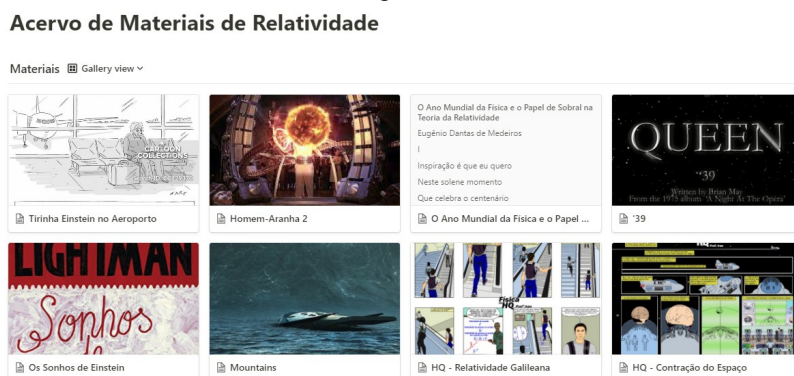 Acervo de Materiais de Relatividade
Materiais Gallery view
CARTOON
COLLECTIONS
O Ano Mundial da Física e o Papel de Sobral na
Teoria da Relatividade
Eugênio Dantas de Medeiros
I
Inspiração é que eu quero
Neste solene momento
Que celebra o centenário
QUEEN
'39
Written by Brian May
From the 1975 album 'A Night At The Opera'
Tirinha Einstein no Aeroporto
Homem-Aranha 2
O Ano Mundial da Física e o Papel ...
'39
LIGHTMAN
Sonhos
Física
HQ
Os Sonhos de Einstein
Mountains
HQ - Relatividade Galileana
HQ - Contração do Espaço